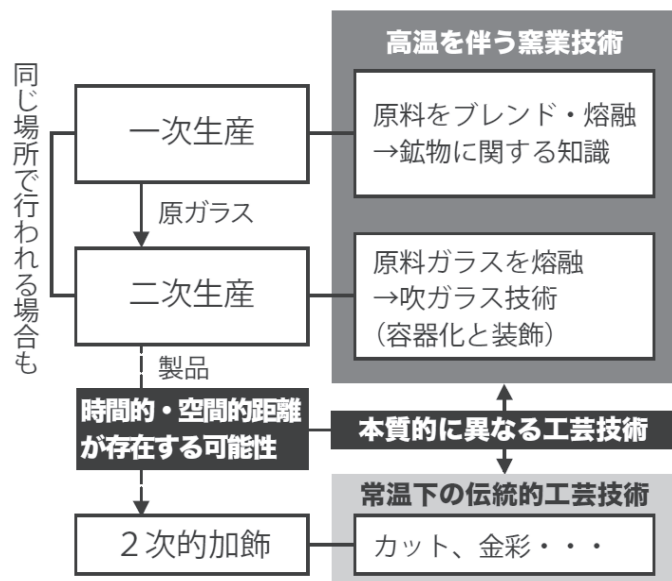 高温を伴う窯業技術
同じ場所で行われる場合も
一次生産
原料をブレンド・熔融
→鉱物に関する知識
原ガラス
二次生産
原料ガラスを熔融
→吹ガラス技術
（容器化と装飾）
製品
時間的・空間的距離
が存在する可能性
本質的に異なる工芸技術
常温下の伝統的工芸技術
２次的加飾
カット、金彩・・・